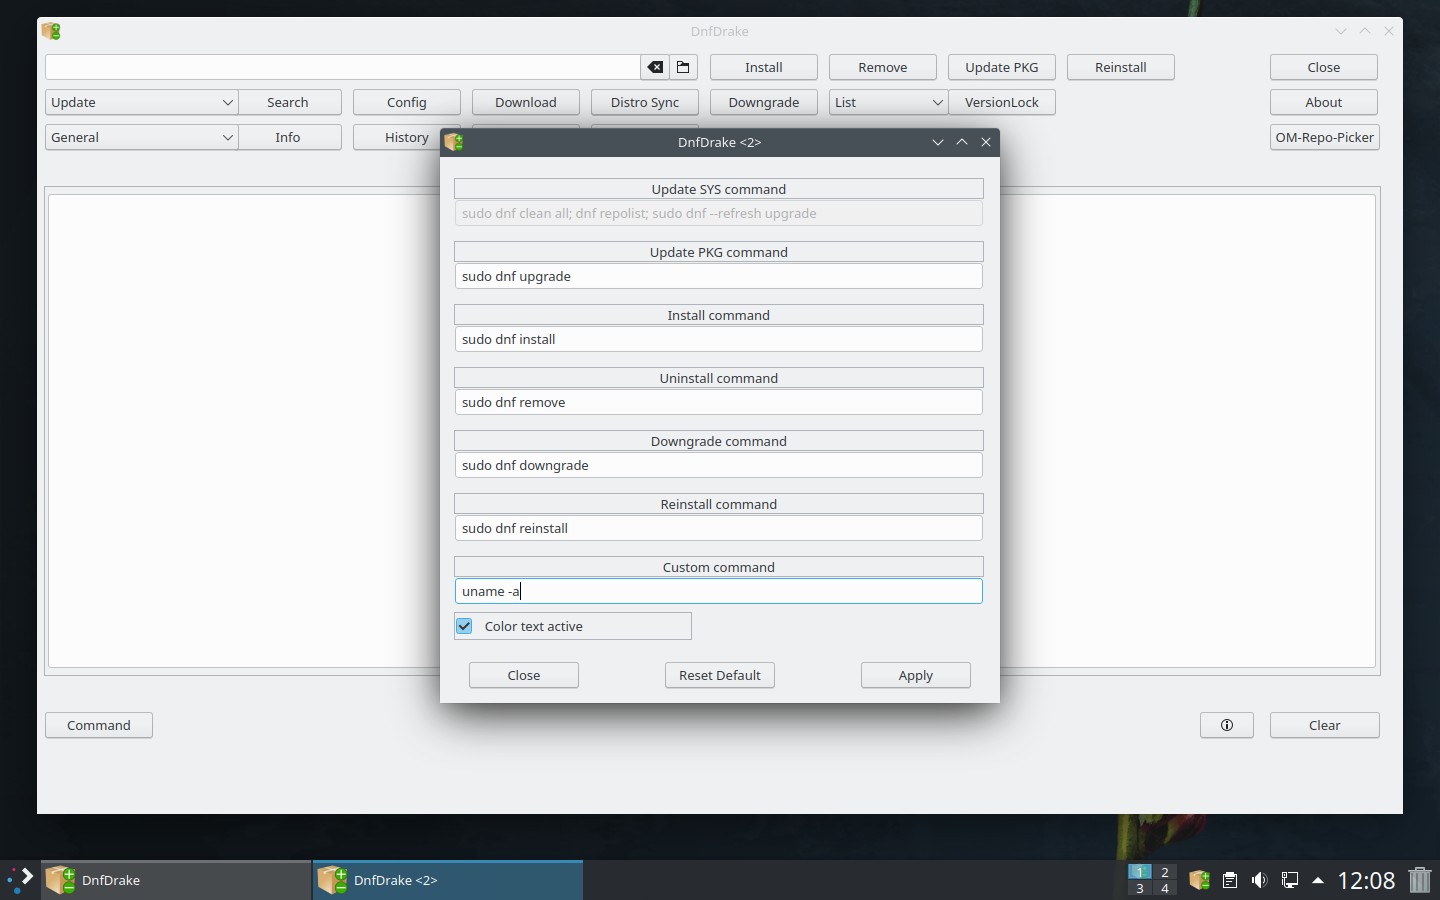 DnfDrake
Install
Remove
Update PKG
Reinstall
Close
Update
Search
Config
Download
Distro Sync
Downgrade
List
VersionLock
About
General
Info
History
OM-Repo-Picker
DnfDrake <2>
Update SYS command
sudo dnf clean all; dnf repolist; sudo dnf --refresh upgrade
Update PKG command
sudo dnf upgrade
Install command
sudo dnf install
Uninstall command
sudo dnf remove
Downgrade command
sudo dnf downgrade
Reinstall command
sudo dnf reinstall
Custom command
uname -a
Color text active
Close
Reset Default
Apply
Command
Clear
DnfDrake
DnfDrake <2>
1
2
3
4
12:08